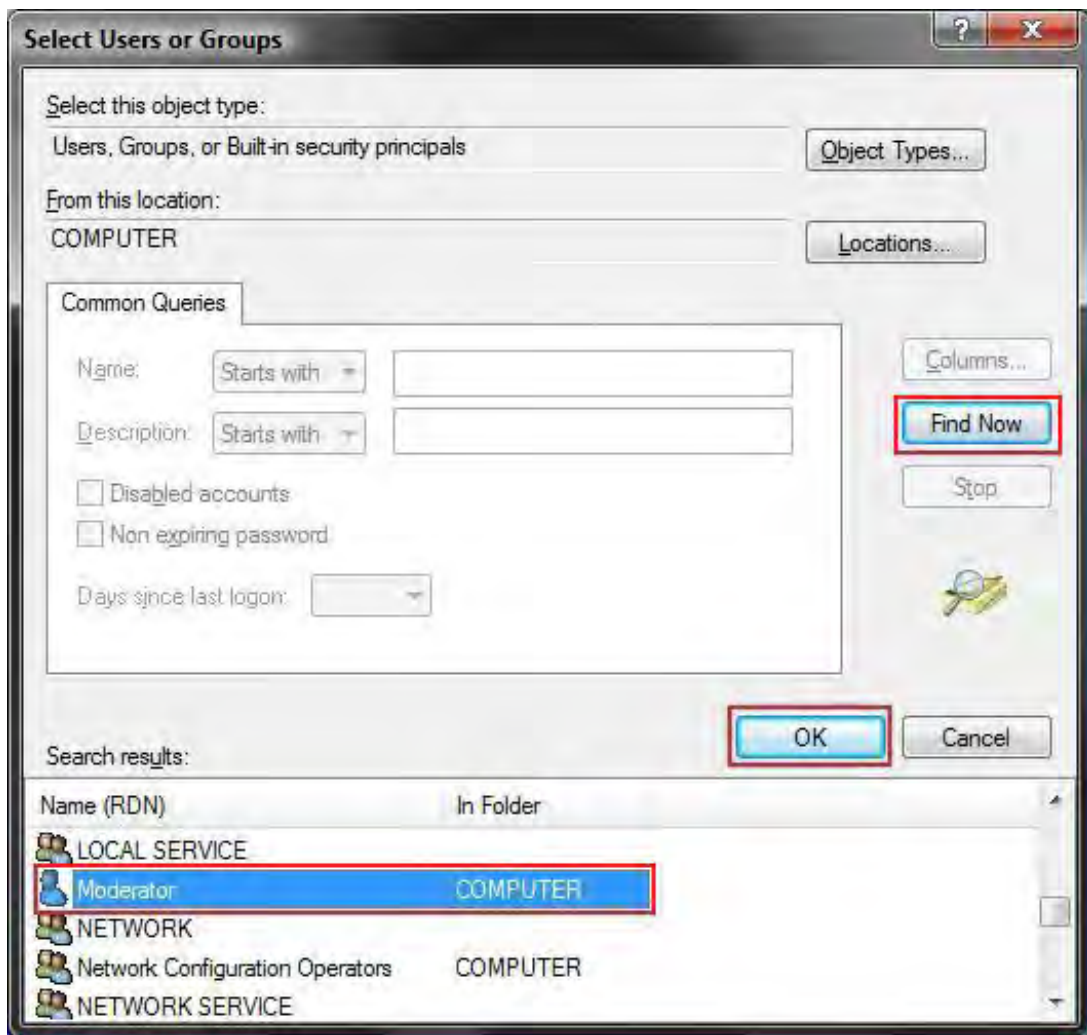 Select Users or Groups
?
X
Select this object type:
Users, Groups, or Built-in security principals
Object Types...
From this location:
COMPUTER
Locations...
Common Queries
Name:
Starts with
Columns...
Description:
Starts with
Find Now
Disabled accounts
Stop
Non expiring password
Days since last logon:
OK
Cancel
Search results:
Name (RDN) In Folder
LOCAL SERVICE
Moderator COMPUTER
NETWORK
Network Configuration Operators COMPUTER
NETWORK SERVICE